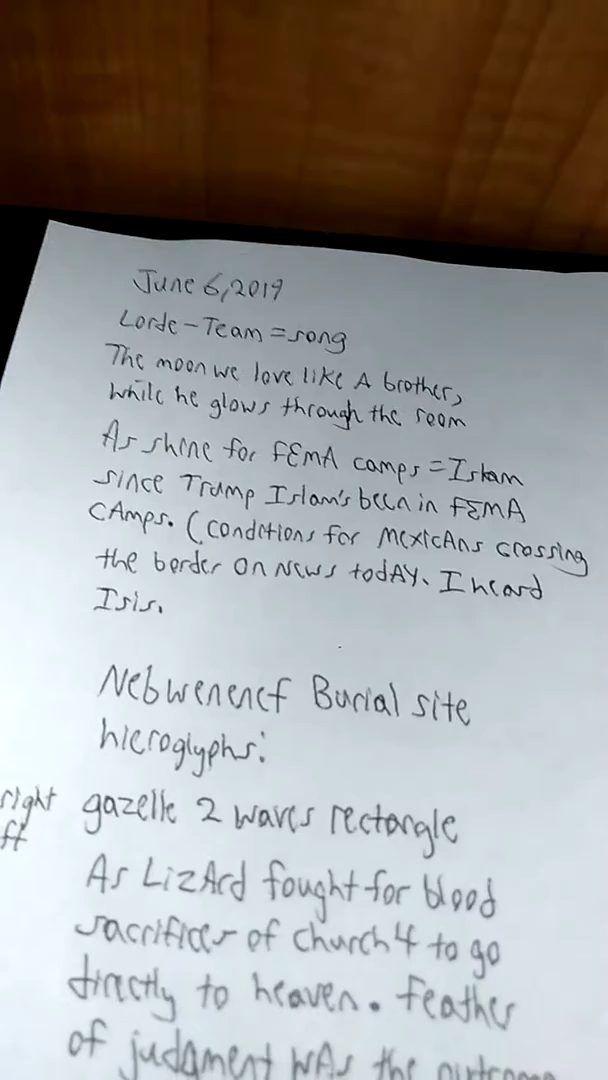 June 6, 2019
Lorde - Team = song
The moon we love like A brother,
while he glows through the room
As shine for FEMA camps = Islam
since Trump Islam's been in FEMA
CAmps. (conditions for MexicAns crossing
the border on News todAy. I heard
Isis.
Nebwenenef Burial site
hieroglyphs:
right gazelle 2 waves rectangle
ft
As LizArd fought for blood
sacrifices of church 4 to go
directly to heaven. Feather
of judgment wAs the outcome